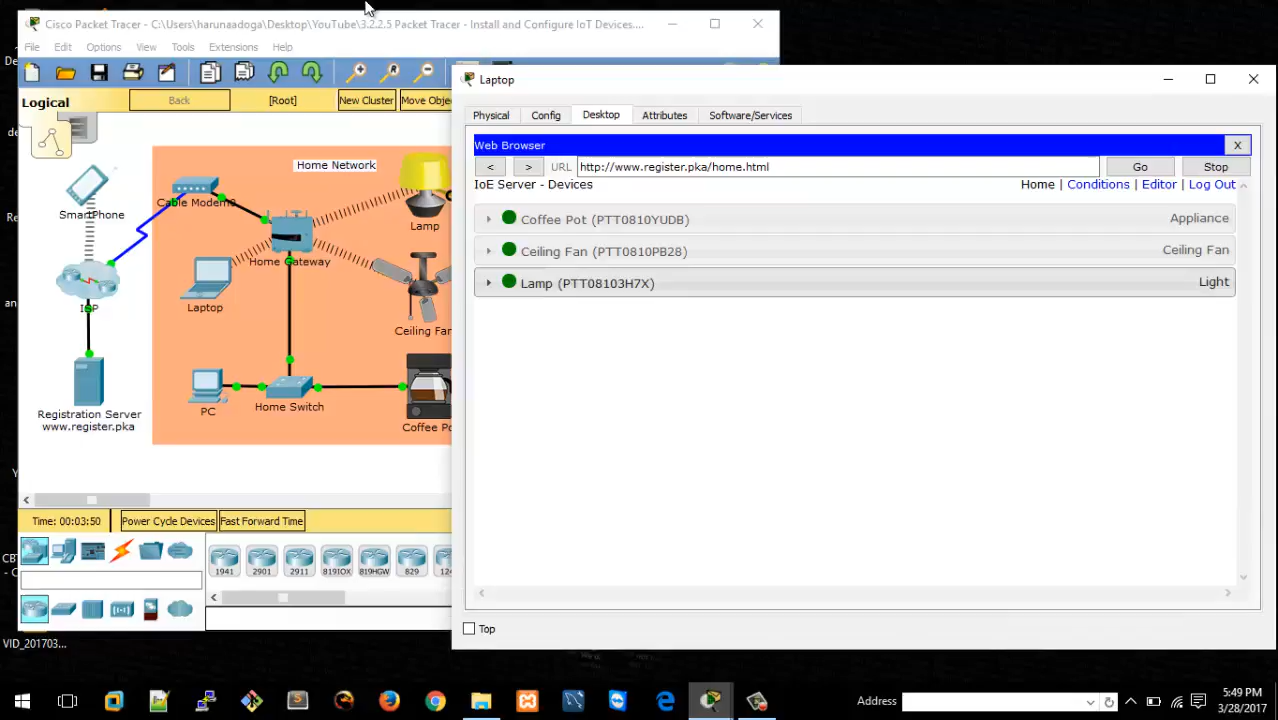 Cisco Packet Tracer - C:\Users\harunaadoga\Desktop\YouTube\3.2.2.5 Packet Tracer - Install and Configure IoT Devices....
File Edit Options View Tools Extensions Help
Logical
Back
[Root]
New Cluster
Move Objec
Home Network
SmartPhone
Cable Modem0
Lamp
Home Gateway
ISP
Laptop
Ceiling Fan
Registration Server
www.register.pka
PC
Home Switch
Coffee Po
Time: 00:03:50
Power Cycle Devices
Fast Forward Time
1941 2901 2911 819IOX 819HGW 829 124
VID_201703...
Laptop
Physical Config Desktop Attributes Software/Services
Web Browser
X
< > URL http://www.register.pka/home.html Go Stop
IoE Server - Devices
Home | Conditions | Editor | Log Out
Coffee Pot (PTT0810YUDB) Appliance
Ceiling Fan (PTT0810PB28) Ceiling Fan
Lamp (PTT08103H7X) Light
Top
Address
5:49 PM
3/28/2017